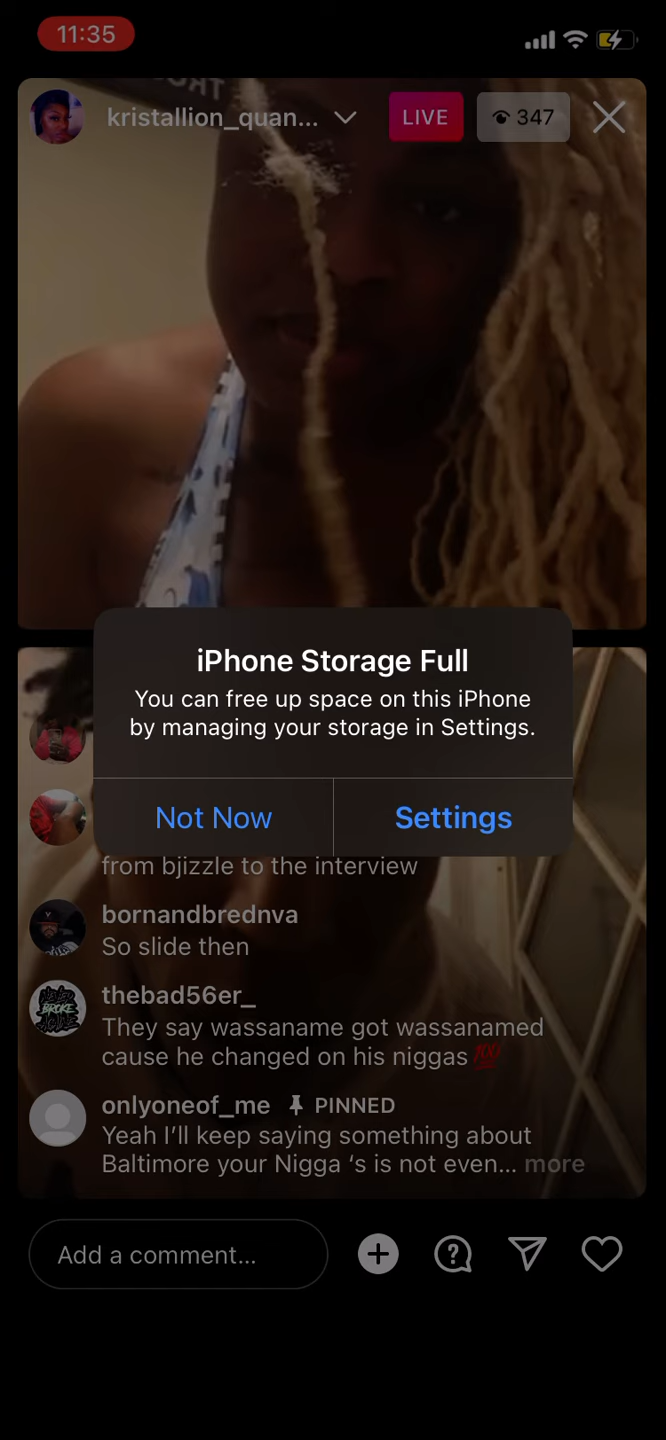 11:35
kristallion_quan...
LIVE
347
iPhone Storage Full
You can free up space on this iPhone
by managing your storage in Settings.
Not Now
Settings
from bjizzle to the interview
bornandbrednva
So slide then
thebad56er_
They say wassaname got wassanamed
cause he changed on his niggas 💯
onlyoneof_me PINNED
Yeah I’ll keep saying something about
Baltimore your Nigga ‘s is not even... more
Add a comment...